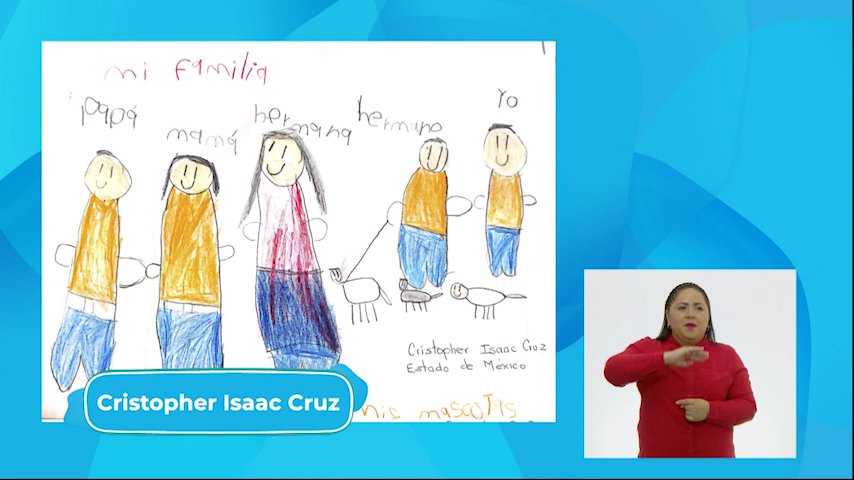 mi familia
papá
mamá
hermana
hermano
Yo
Cristopher Isaac Cruz
Estado de México
mis mascotas
Cristopher Isaac Cruz